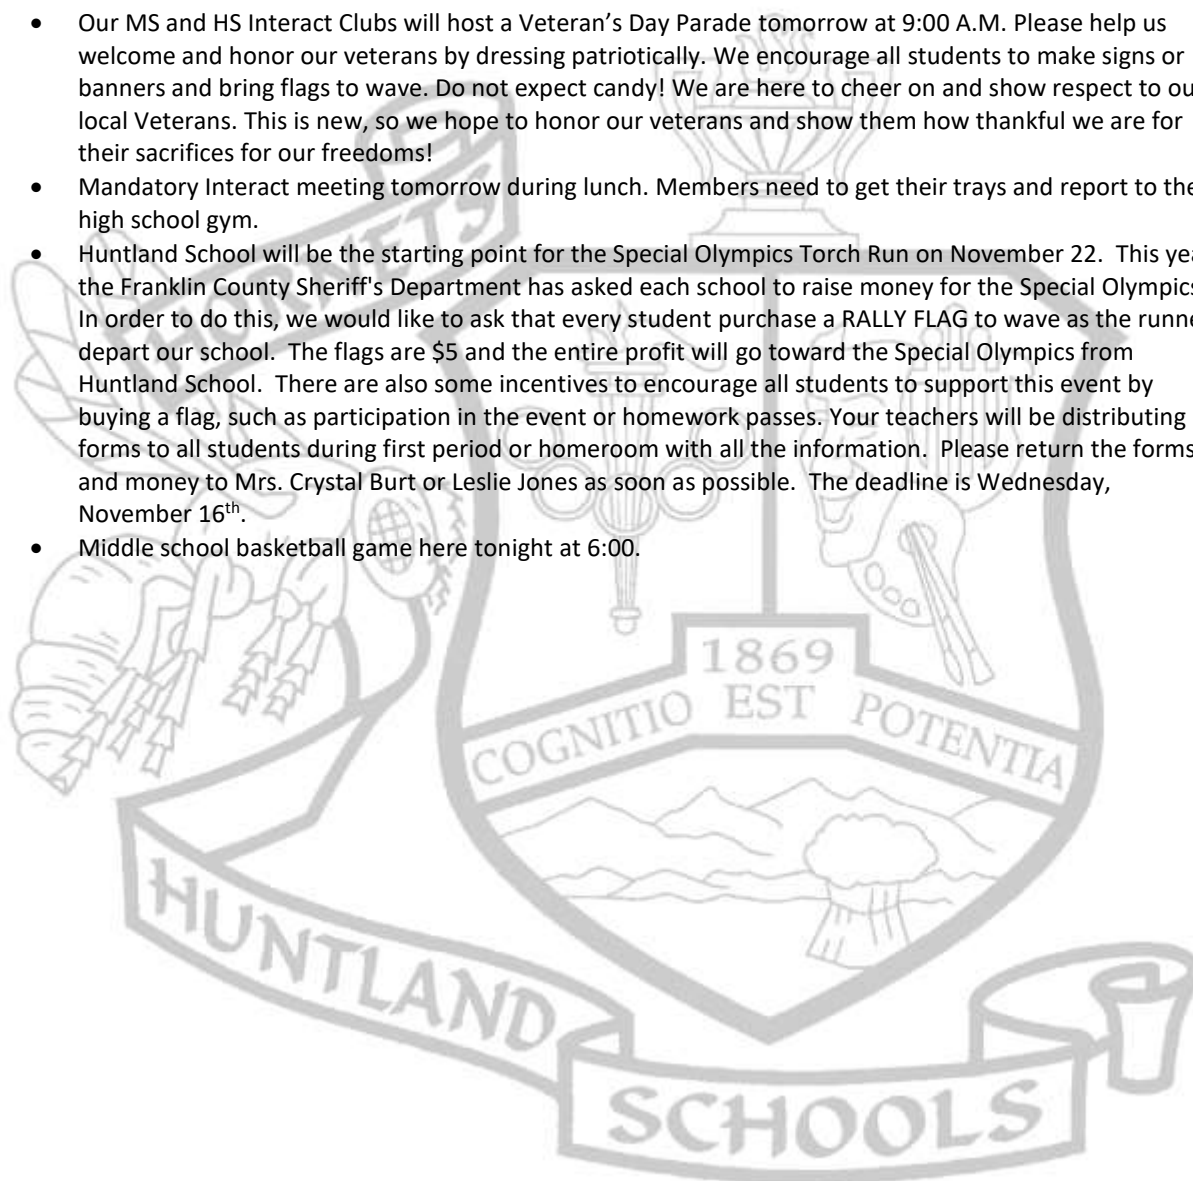 • Our MS and HS Interact Clubs will host a Veteran’s Day Parade tomorrow at 9:00 A.M. Please help us
welcome and honor our veterans by dressing patriotically. We encourage all students to make signs or
banners and bring flags to wave. Do not expect candy! We are here to cheer on and show respect to ou
local Veterans. This is new, so we hope to honor our veterans and show them how thankful we are for
their sacrifices for our freedoms!
• Mandatory Interact meeting tomorrow during lunch. Members need to get their trays and report to the
high school gym.
• Huntland School will be the starting point for the Special Olympics Torch Run on November 22. This yea
the Franklin County Sheriff's Department has asked each school to raise money for the Special Olympics
In order to do this, we would like to ask that every student purchase a RALLY FLAG to wave as the runne
depart our school. The flags are $5 and the entire profit will go toward the Special Olympics from
Huntland School. There are also some incentives to encourage all students to support this event by
buying a flag, such as participation in the event or homework passes. Your teachers will be distributing
forms to all students during first period or homeroom with all the information. Please return the forms
and money to Mrs. Crystal Burt or Leslie Jones as soon as possible. The deadline is Wednesday,
November 16th.
• Middle school basketball game here tonight at 6:00.
HORNETS
1869
COGNITIO EST POTENTIA
HUNTLAND
SCHOOLS